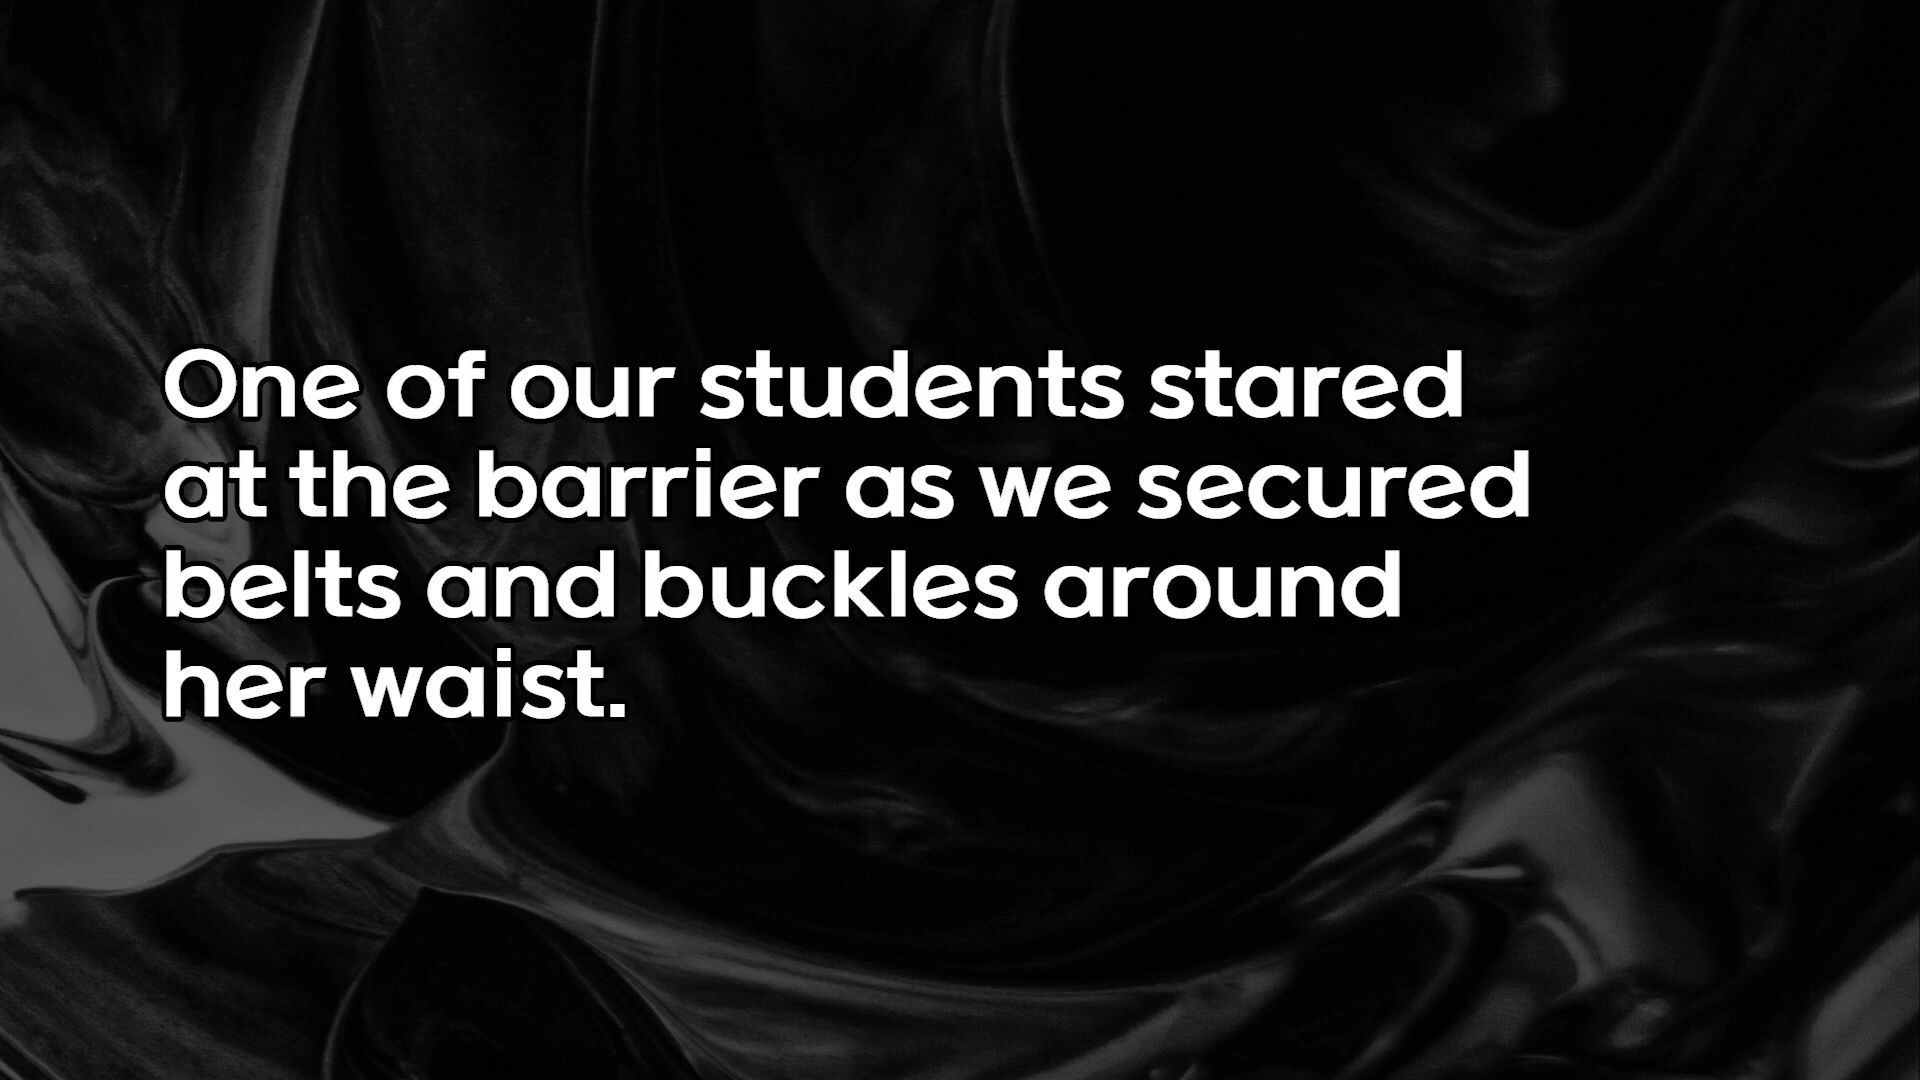 One of our students stared
at the barrier as we secured
belts and buckles around
her waist.